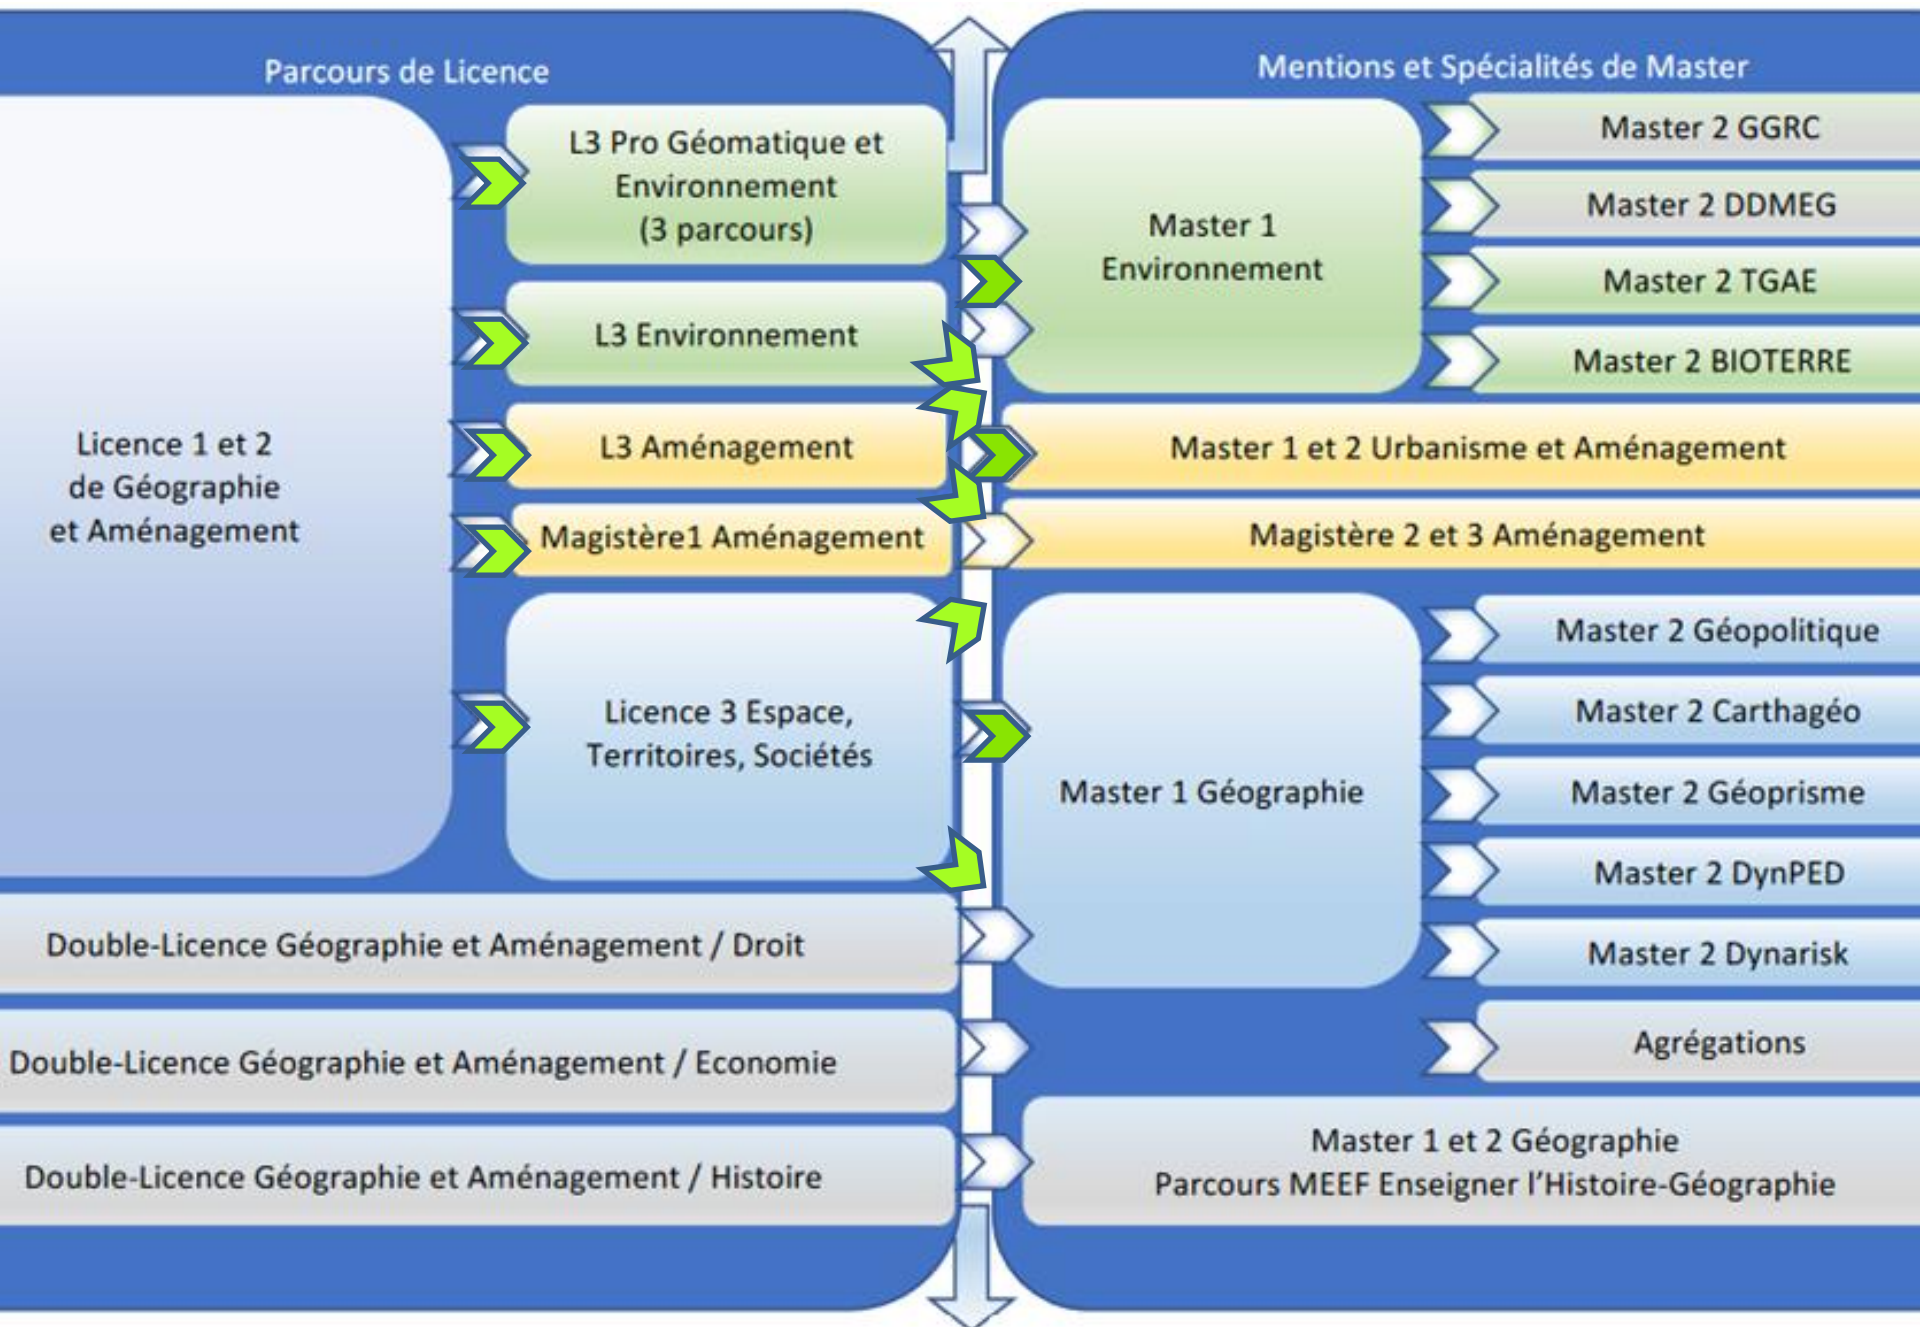 Parcours de Licence
Licence 1 et 2
de Géographie
et Aménagement
L3 Pro Géomatique et
Environnement
(3 parcours)
L3 Environnement
L3 Aménagement
Magistère1 Aménagement
Licence 3 Espace,
Territoires, Sociétés
Double-Licence Géographie et Aménagement / Droit
Double-Licence Géographie et Aménagement / Economie
Double-Licence Géographie et Aménagement / Histoire
Mentions et Spécialités de Master
Master 1
Environnement
Master 2 GGRC
Master 2 DDMEG
Master 2 TGAE
Master 2 BIOTERRE
Master 1 et 2 Urbanisme et Aménagement
Magistère 2 et 3 Aménagement
Master 1 Géographie
Master 2 Géopolitique
Master 2 Carthagéo
Master 2 Géoprisme
Master 2 DynPED
Master 2 Dynarisk
Agrégations
Master 1 et 2 Géographie
Parcours MEEF Enseigner l'Histoire-Géographie